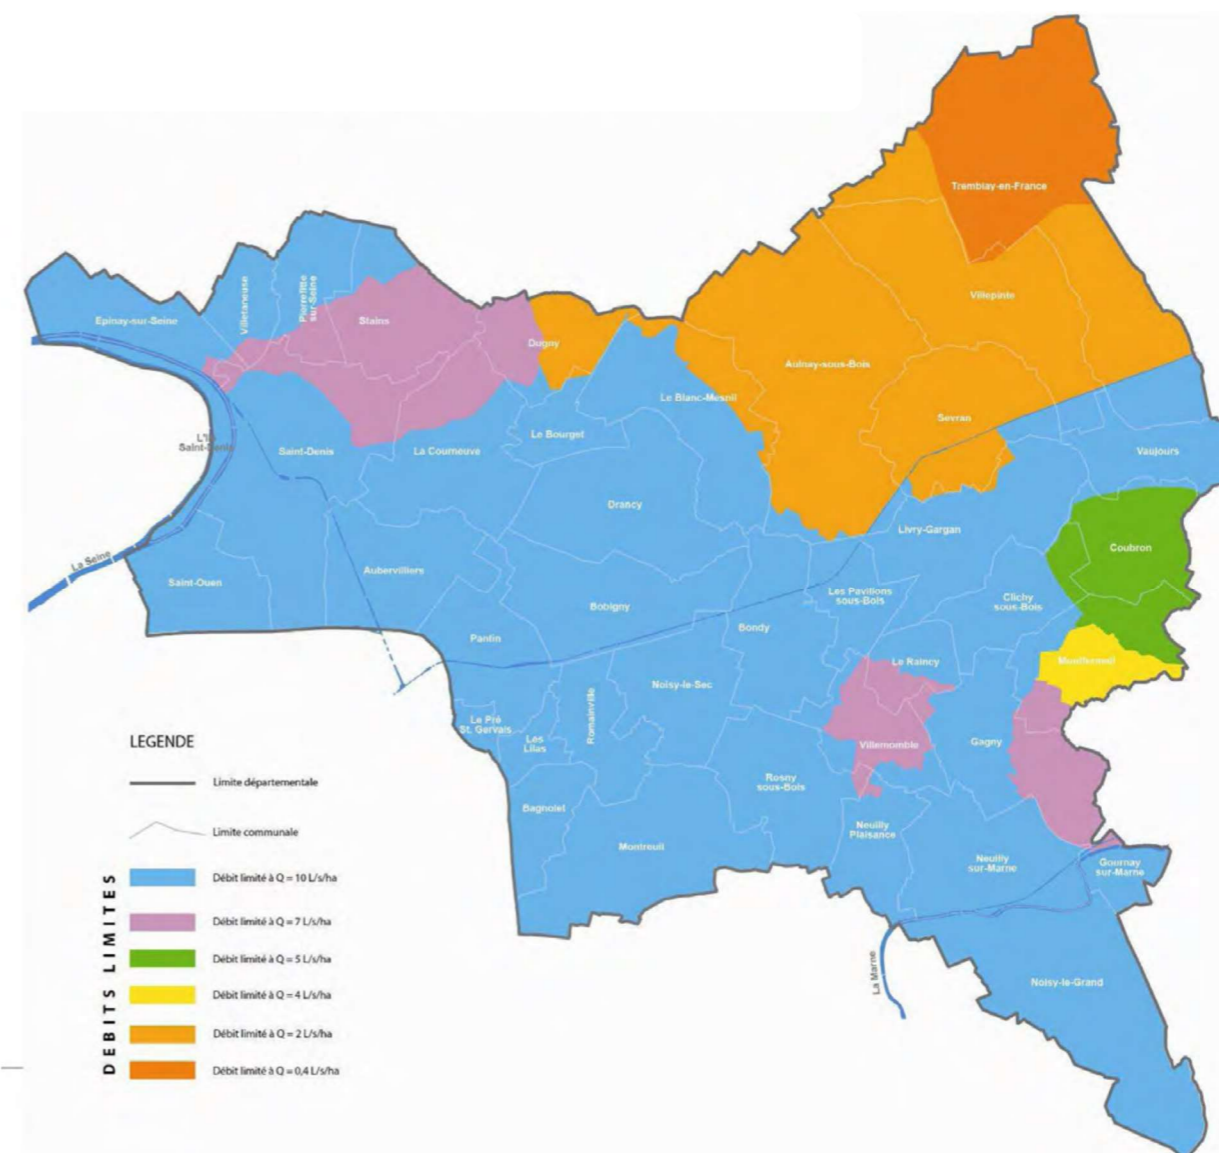 Tremblay-en-France
Villepinte
Epinay-sur-Seine
Villetaneuse
Pierrefitte
sur-Seine
Stains
Dugny
Aulnay-sous-Bois
Le Blanc-Mesnil
Sevran
Le Bourget
L'Ile
Saint-Denis
Saint-Denis
La Courneuve
Vaujours
Drancy
Livry-Gargan
Coubron
La Seine
Saint-Ouen
Aubervilliers
Bobigny
Les Pavillons
sous-Bois
Clichy
sous-Bois
Bondy
Pantin
Le Raincy
Montfermeil
Noisy-le-Sec
Romainville
Le Pré
St. Gervais
Les
Lilas
Villemomble
Gagny
Rosny
sous-Bois
Bagnolet
Neuilly
Plaisance
Montreuil
Neuilly
sur-Marne
Gournay
sur-Marne
La Marne
Noisy-le-Grand
LEGENDE
Limite départementale
Limite communale
DEBITS LIMITES
Débit limité à Q = 10 L/s/ha
Débit limité à Q = 7 L/s/ha
Débit limité à Q = 5 L/s/ha
Débit limité à Q = 4 L/s/ha
Débit limité à Q = 2 L/s/ha
Débit limité à Q = 0,4 L/s/ha